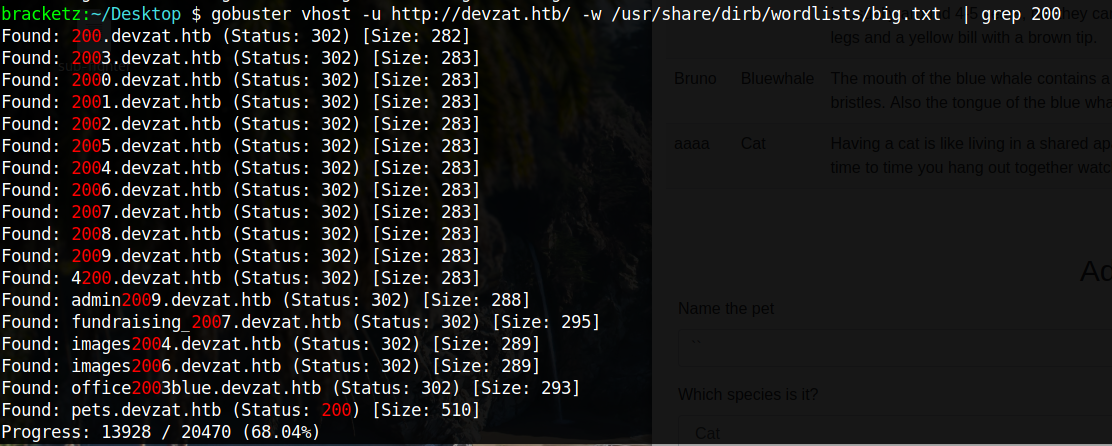 bracketz:~/Desktop $ gobuster vhost -u http://devzat.htb/ -w /usr/share/dirb/wordlists/big.txt | grep 200
Found: 200.devzat.htb (Status: 302) [Size: 282]
Found: 2003.devzat.htb (Status: 302) [Size: 283]
Found: 2000.devzat.htb (Status: 302) [Size: 283]
Found: 2001.devzat.htb (Status: 302) [Size: 283]
Found: 2002.devzat.htb (Status: 302) [Size: 283]
Found: 2005.devzat.htb (Status: 302) [Size: 283]
Found: 2004.devzat.htb (Status: 302) [Size: 283]
Found: 2006.devzat.htb (Status: 302) [Size: 283]
Found: 2007.devzat.htb (Status: 302) [Size: 283]
Found: 2008.devzat.htb (Status: 302) [Size: 283]
Found: 2009.devzat.htb (Status: 302) [Size: 283]
Found: 4200.devzat.htb (Status: 302) [Size: 283]
Found: admin2009.devzat.htb (Status: 302) [Size: 288]
Found: fundraising_2007.devzat.htb (Status: 302) [Size: 295]
Found: images2004.devzat.htb (Status: 302) [Size: 289]
Found: images2006.devzat.htb (Status: 302) [Size: 289]
Found: office2003blue.devzat.htb (Status: 302) [Size: 293]
Found: pets.devzat.htb (Status: 200) [Size: 510]
Progress: 13928 / 20470 (68.04%)
legs and a yellow bill with a brown tip.
Bruno Bluewhale The mouth of the blue whale contains a
bristles. Also the tongue of the blue wha
aaaa Cat Having a cat is like living in a shared ap
time to time you hang out together watc
Name the pet
Which species is it?
Cat